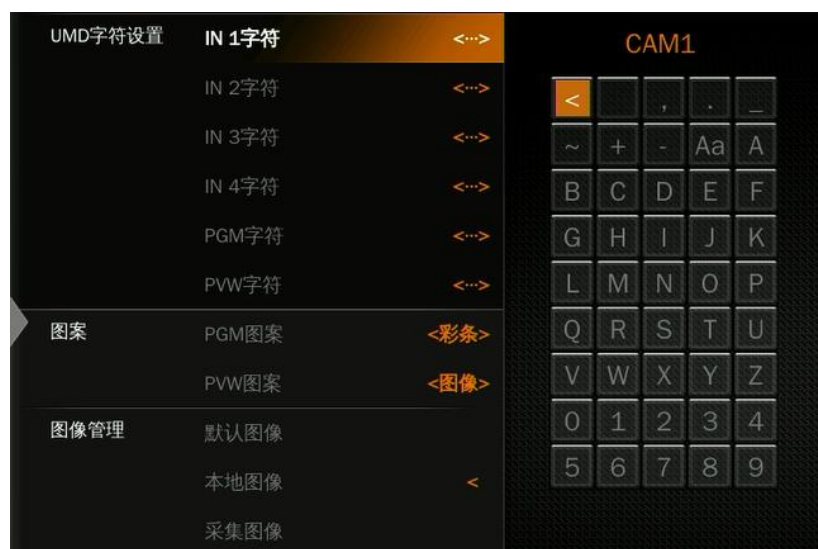 UMD字符设置 IN 1字符 <···>
IN 2字符 <···>
IN 3字符 <···>
IN 4字符 <···>
PGM字符 <···>
PVW字符 <···>
图案 PGM图案 <彩条>
PVW图案 <图像>
图像管理 默认图像
本地图像 <
采集图像
CAM1
< , . _
~ + - Aa A
B C D E F
G H I J K
L M N O P
Q R S T U
V W X Y Z
0 1 2 3 4
5 6 7 8 9